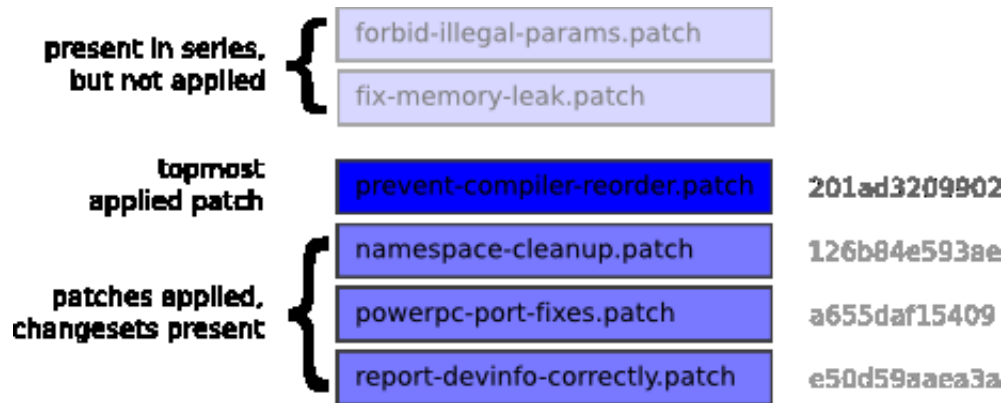 present in series,
but not applied
forbid-illegal-params.patch
fix-memory-leak.patch
topmost
applied patch
prevent-compiler-reorder.patch
201ad3209902
namespace-cleanup.patch
126b84e593ae
patches applied,
changesets present
powerpc-port-fixes.patch
a655daf15409
report-devinfo-correctly.patch
e50d59aaea3a